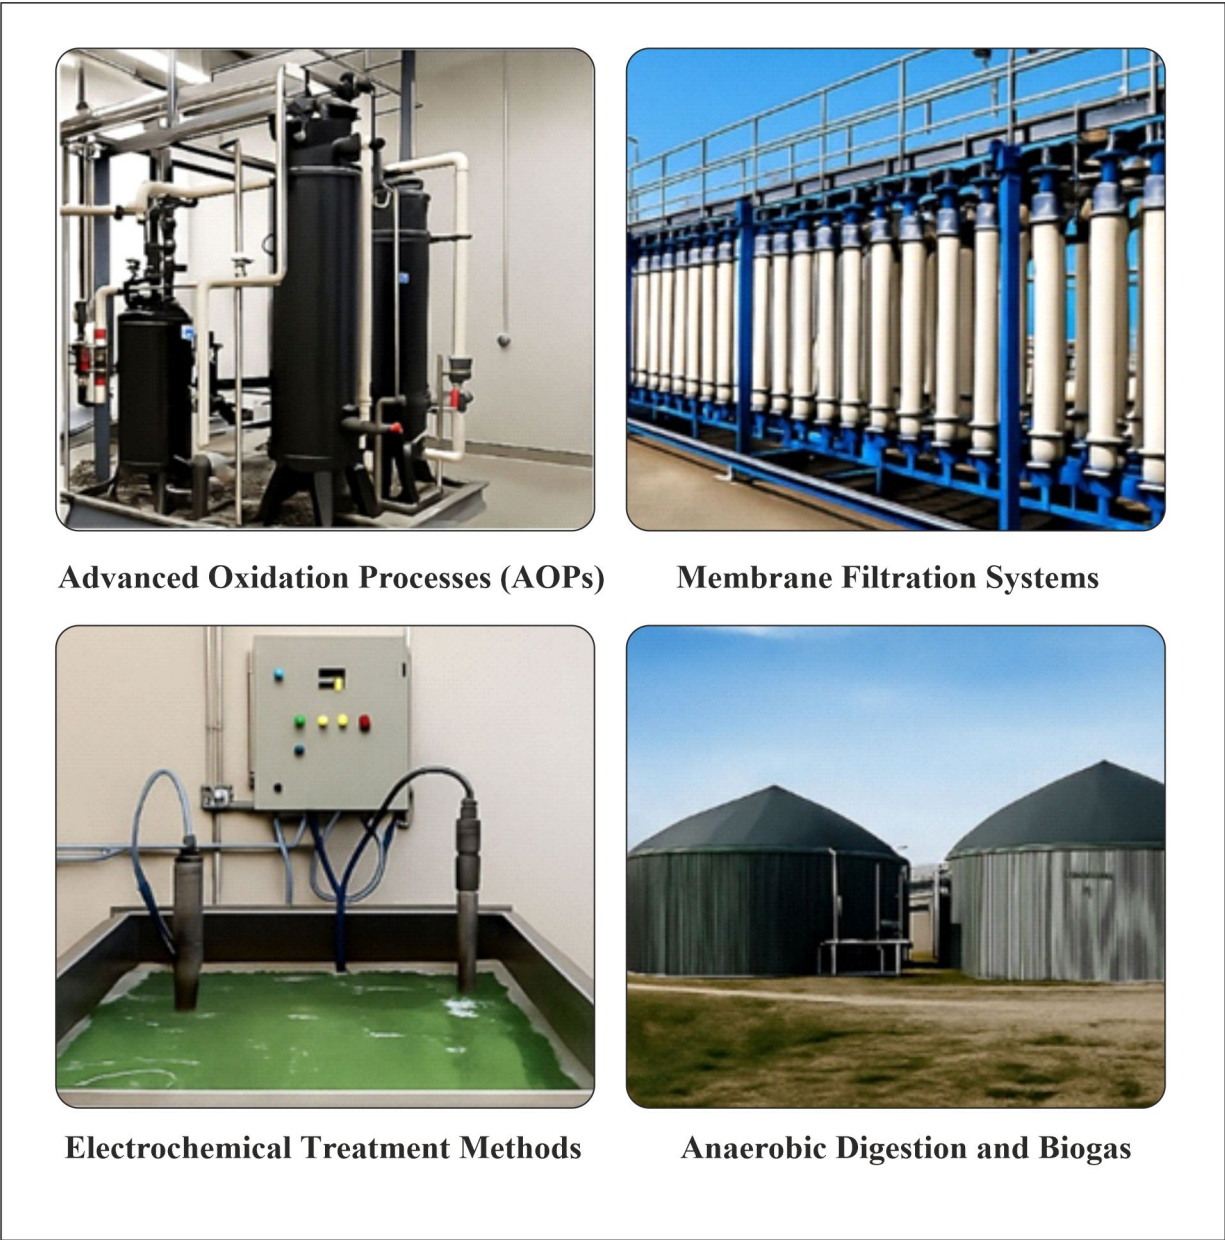 Advanced Oxidation Processes (AOPs)
Membrane Filtration Systems
Electrochemical Treatment Methods
Anaerobic Digestion and Biogas